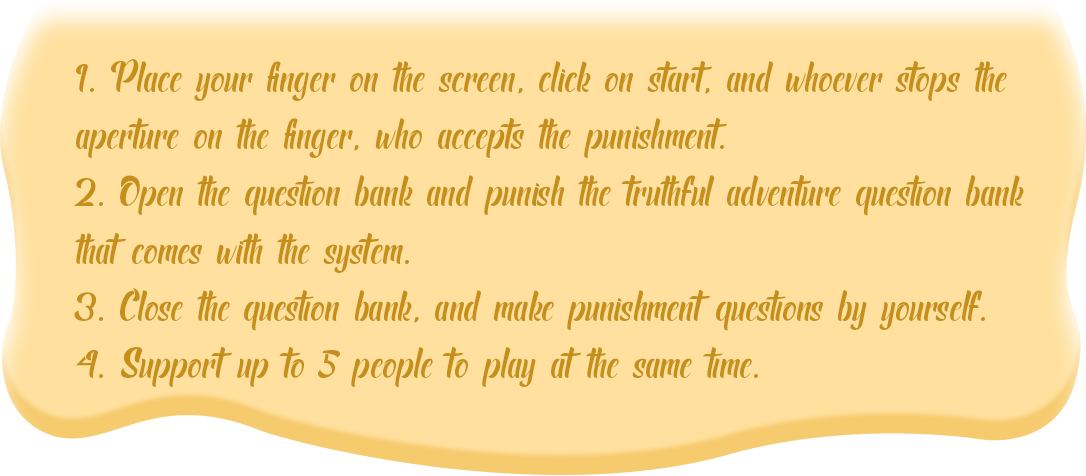 1. Place your finger on the screen, click on start, and whoever stops the
aperture on the finger, who accepts the punishment.
2. Open the question bank and punish the truthful adventure question bank
that comes with the system.
3. Close the question bank, and make punishment questions by yourself.
4. Support up to 5 people to play at the same time.